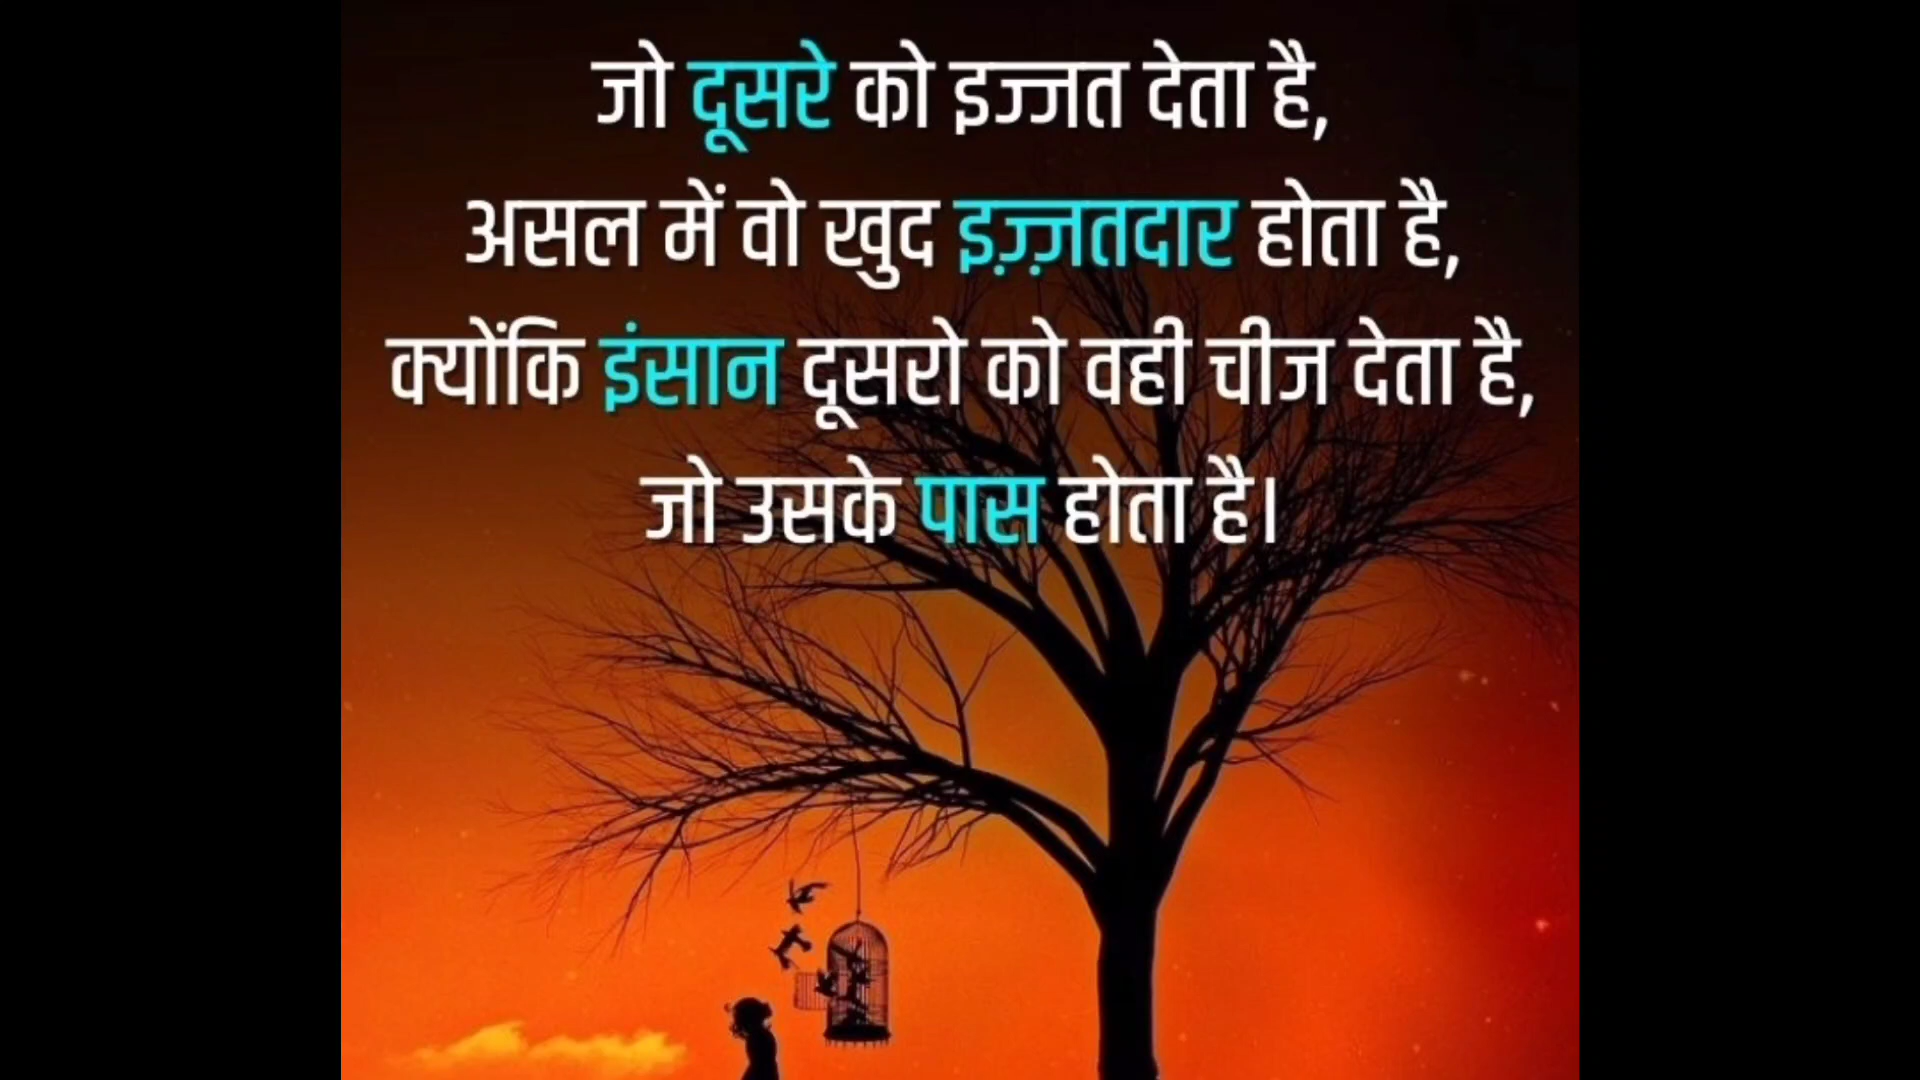 जो दूसरे को इज्जत देता है,
असल में वो खुद इज़्ज़तदार होता है,
क्योंकि इंसान दूसरो को वही चीज देता है,
जो उसके पास होता है।